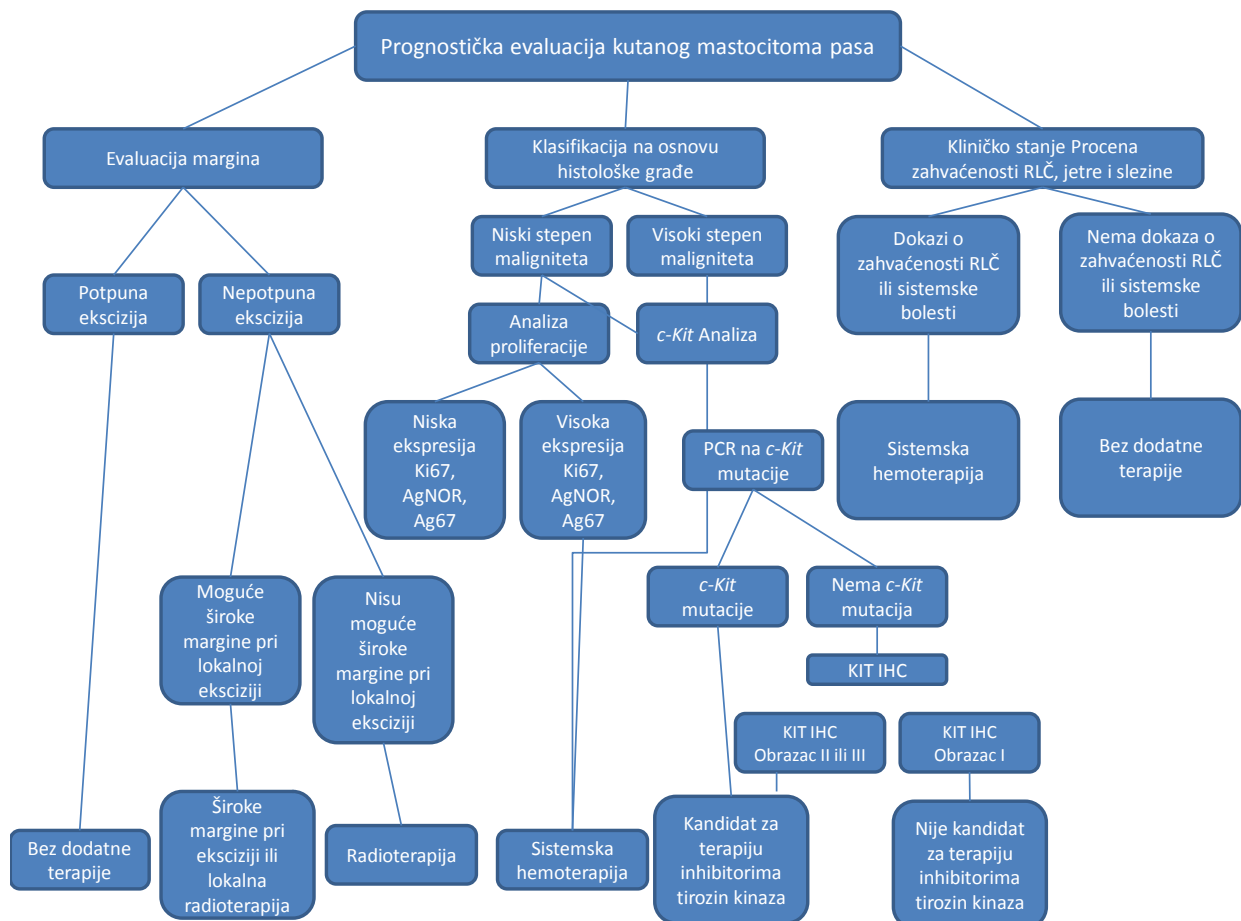 Prognostička evaluacija kutanog mastocitoma pasa
Evaluacija margina
Klasifikacija na osnovu
histološke građe
Kliničko stanje Procena
zahvaćenosti RLČ, jetre i slezine
Niski stepen
maligniteta
Visoki stepen
maligniteta
Dokazi o
zahvaćenosti RLČ
ili sistemske
bolesti
Nema dokaza o
zahvaćenosti RLČ
ili sistemske
bolesti
Potpuna
ekscizija
Nepotpuna
ekscizija
Analiza
proliferacije
c-Kit Analiza
Niska
ekspresija
Ki67,
AgNOR,
Ag67
Visoka
ekspresija
Ki67,
AgNOR,
Ag67
PCR na c-Kit
mutacije
Sistemska
hemoterapija
Bez dodatne
terapije
Moguće
široke
margine pri
lokalnoj
eksciziji
Nisu
moguće
široke
margine pri
lokalnoj
eksciziji
c-Kit
mutacije
Nema c-Kit
mutacija
KIT IHC
KIT IHC
Obrazac II ili III
KIT IHC
Obrazac I
Bez dodatne
terapije
Široke
margine pri
eksciziji ili
lokalna
radioterapija
Radioterapija
Sistemska
hemoterapija
Kandidat za
terapiju
inhibitorima
tirozin kinaza
Nije kandidat
za terapiju
inhibitorima
tirozin kinaza